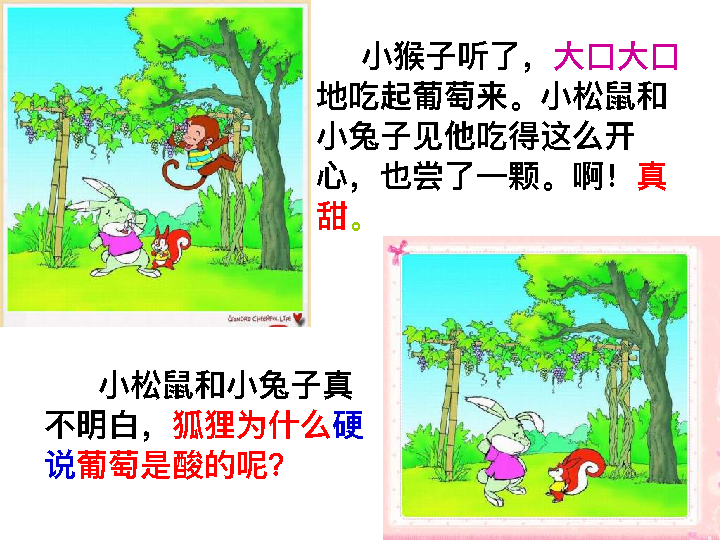 小猴子听了，大口大口
地吃起葡萄来。小松鼠和
小兔子见他吃得这么开
心，也尝了一颗。啊！真
甜。
小松鼠和小兔子真
不明白，狐狸为什么硬
说葡萄是酸的呢？